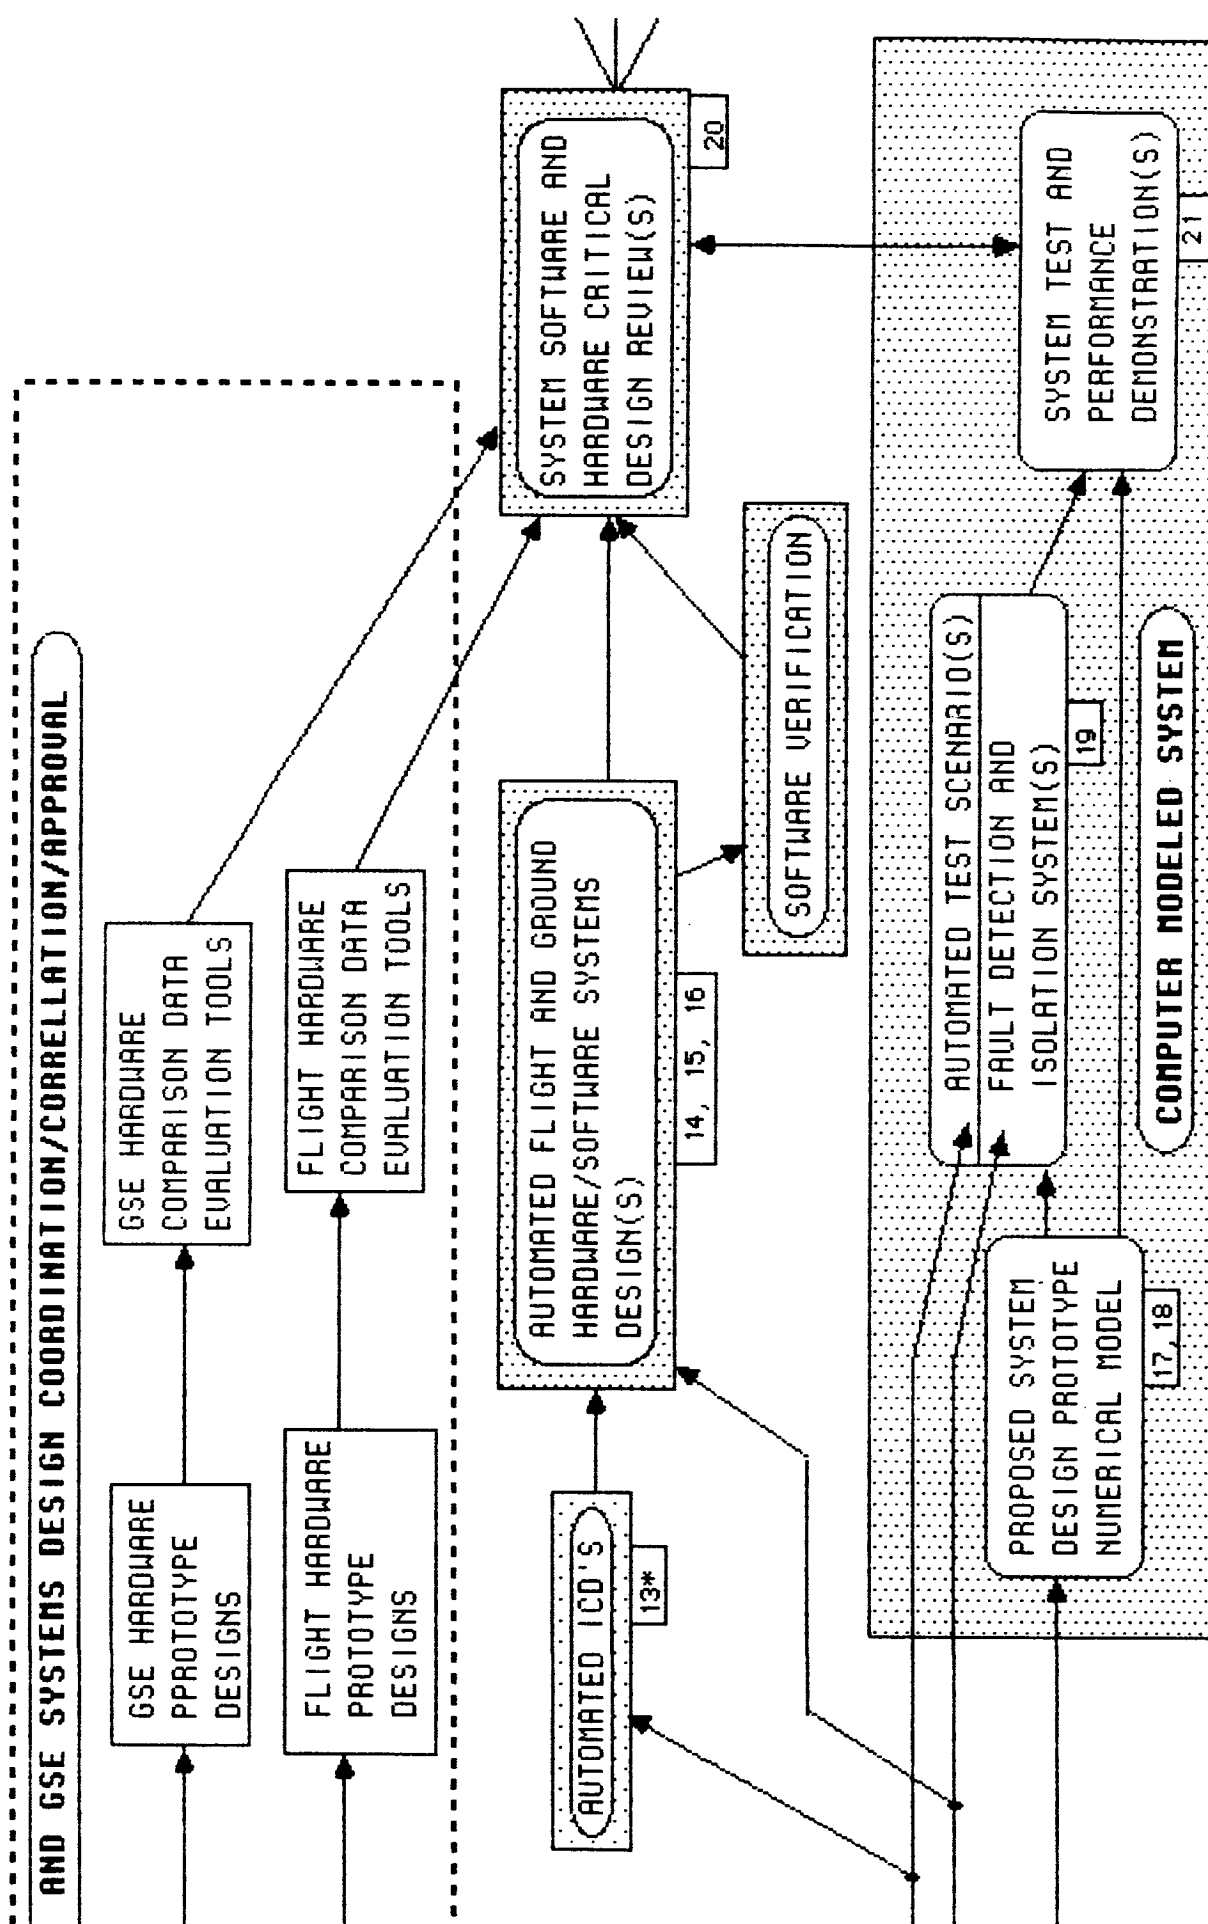 AND GSE SYSTEMS DESIGN COORDINATION/CORRELLATION/APPROVAL
GSE HARDWARE
PPROTOTYPE
DESIGNS
GSE HARDWARE
COMPARISON DATA
EVALUATION TOOLS
FLIGHT HARDWARE
PROTOTYPE
DESIGNS
FLIGHT HARDWARE
COMPARISON DATA
EVALUATION TOOLS
AUTOMATED ICD'S
13*
AUTOMATED FLIGHT AND GROUND
HARDWARE/SOFTWARE SYSTEMS
DESIGN(S)
14, 15, 16
SYSTEM SOFTWARE AND
HARDWARE CRITICAL
DESIGN REVIEW(S)
20
SOFTWARE VERIFICATION
PROPOSED SYSTEM
DESIGN PROTOTYPE
NUMERICAL MODEL
17, 18
AUTOMATED TEST SCENARIO(S)
FAULT DETECTION AND
ISOLATION SYSTEM(S)
19
SYSTEM TEST AND
PERFORMANCE
DEMONSTRATION(S)
21
COMPUTER MODELED SYSTEM